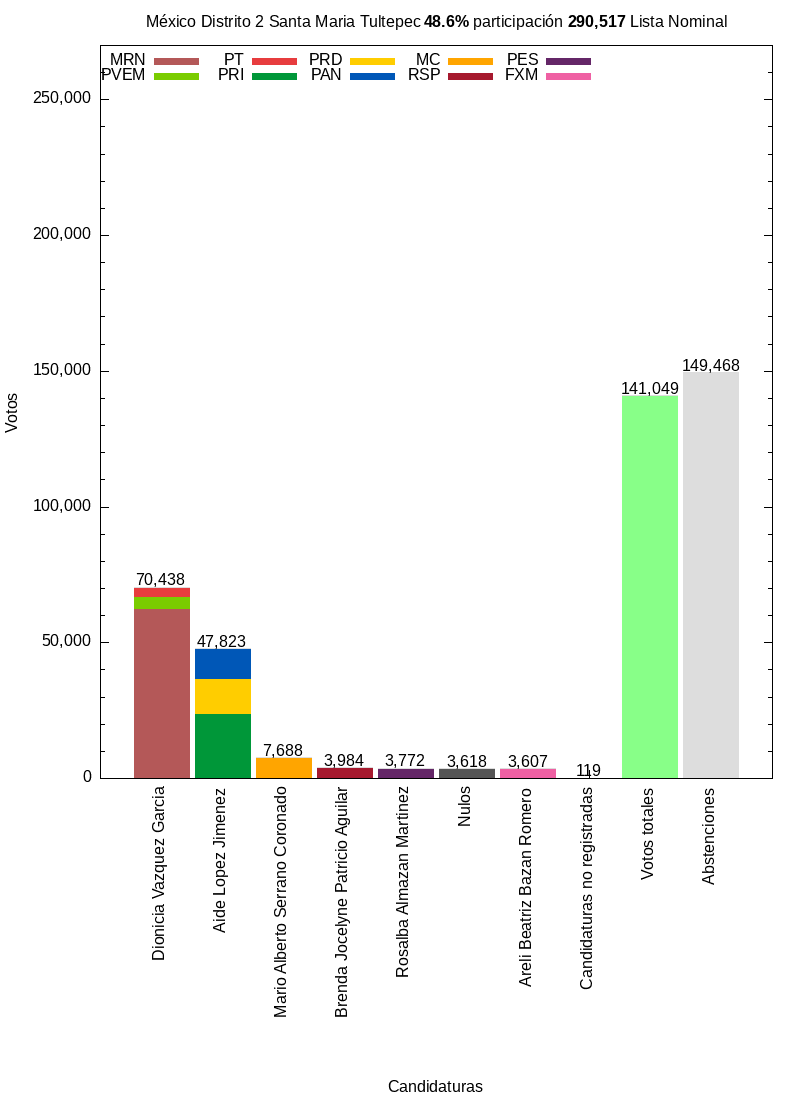 México Distrito 2 Santa Maria Tultepec 48.6% participación 290,517 Lista Nominal
MRN PT PRD MC PES
PVEM PRI PAN RSP FXM
250,000
200,000
150,000
100,000
50,000
0
Votos
70,438
47,823
7,688
3,984
3,772
3,618
3,607
119
141,049
149,468
Dionicia Vazquez Garcia
Aide Lopez Jimenez
Mario Alberto Serrano Coronado
Brenda Jocelyne Patricio Aguilar
Rosalba Almazan Martinez
Nulos
Areli Beatriz Bazan Romero
Candidaturas no registradas
Votos totales
Abstenciones
Candidaturas